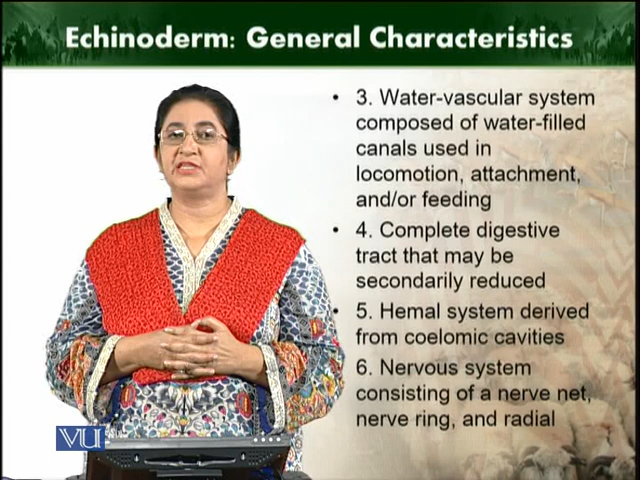 Echinoderm: General Characteristics
• 3. Water-vascular system
composed of water-filled
canals used in
locomotion, attachment,
and/or feeding
• 4. Complete digestive
tract that may be
secondarily reduced
• 5. Hemal system derived
from coelomic cavities
• 6. Nervous system
consisting of a nerve net,
nerve ring, and radial
VU